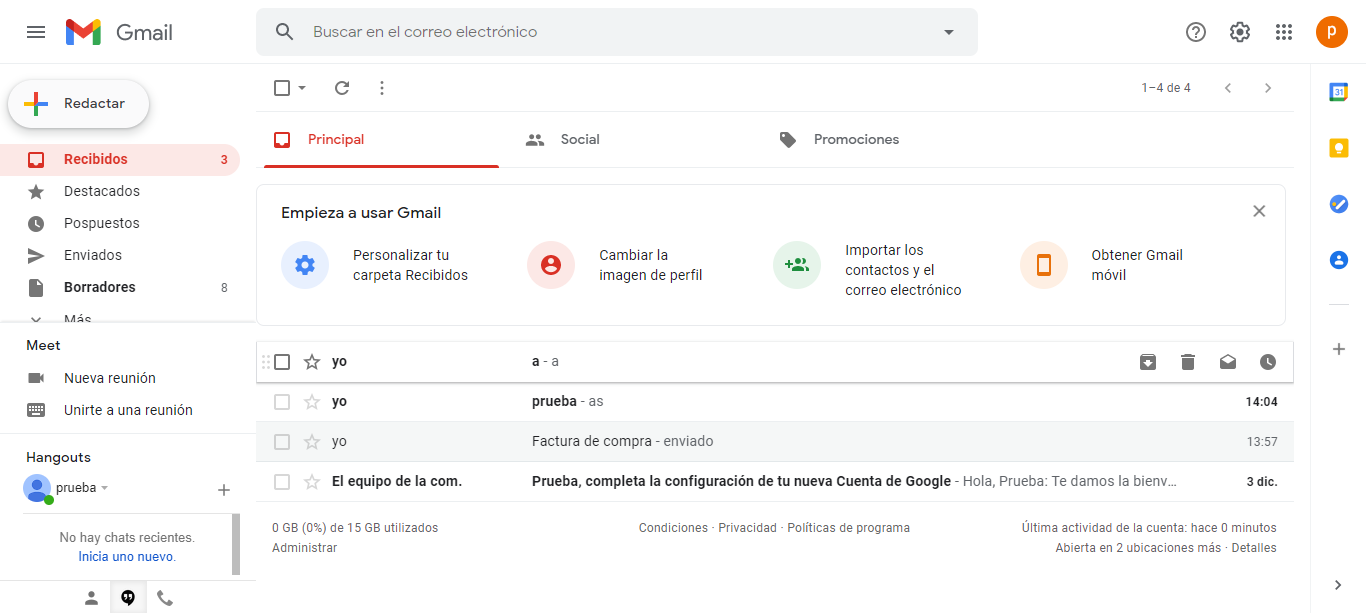 Gmail
Buscar en el correo electrónico
p
Redactar
1–4 de 4
31
Recibidos 3
Destacados
Pospuestos
Enviados
Borradores 8
Más
Principal
Social
Promociones
Empieza a usar Gmail
Personalizar tu
carpeta Recibidos
Cambiar la
imagen de perfil
Importar los
contactos y el
correo electrónico
Obtener Gmail
móvil
yo a - a
yo prueba - as 14:04
yo Factura de compra - enviado 13:57
El equipo de la com. Prueba, completa la configuración de tu nueva Cuenta de Google - Hola, Prueba: Te damos la bienv… 3 dic.
Meet
Nueva reunión
Unirte a una reunión
Hangouts
prueba
No hay chats recientes.
Inicia uno nuevo.
0 GB (0%) de 15 GB utilizados
Administrar
Condiciones · Privacidad · Políticas de programa
Última actividad de la cuenta: hace 0 minutos
Abierta en 2 ubicaciones más · Detalles